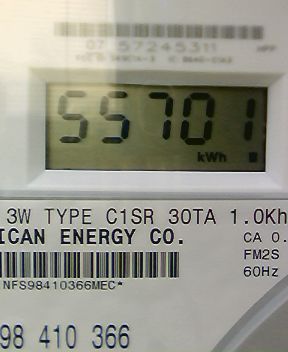 07 57245311
55701
kWh
3W TYPE C1SR 30TA 1.0Kh
ICAN ENERGY CO.
CA 0.
FM2S
60Hz
NFS98410366MEC*
98 410 366